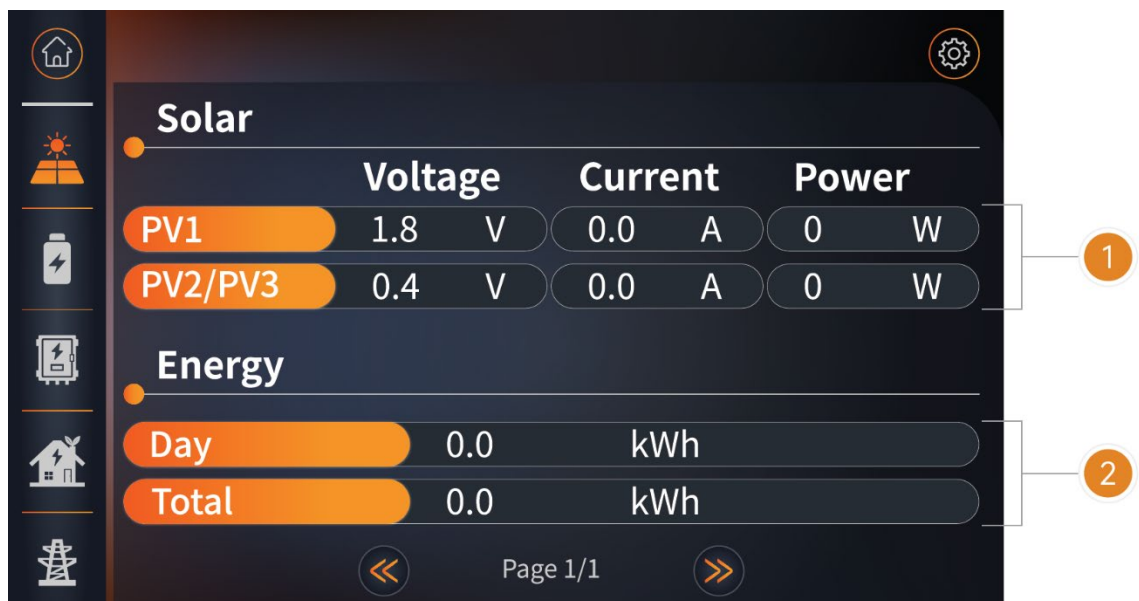 Solar
Voltage Current Power
PV1 1.8 V 0.0 A 0 W
1
PV2/PV3 0.4 V 0.0 A 0 W
Energy
Day 0.0 kWh
2
Total 0.0 kWh
Page 1/1